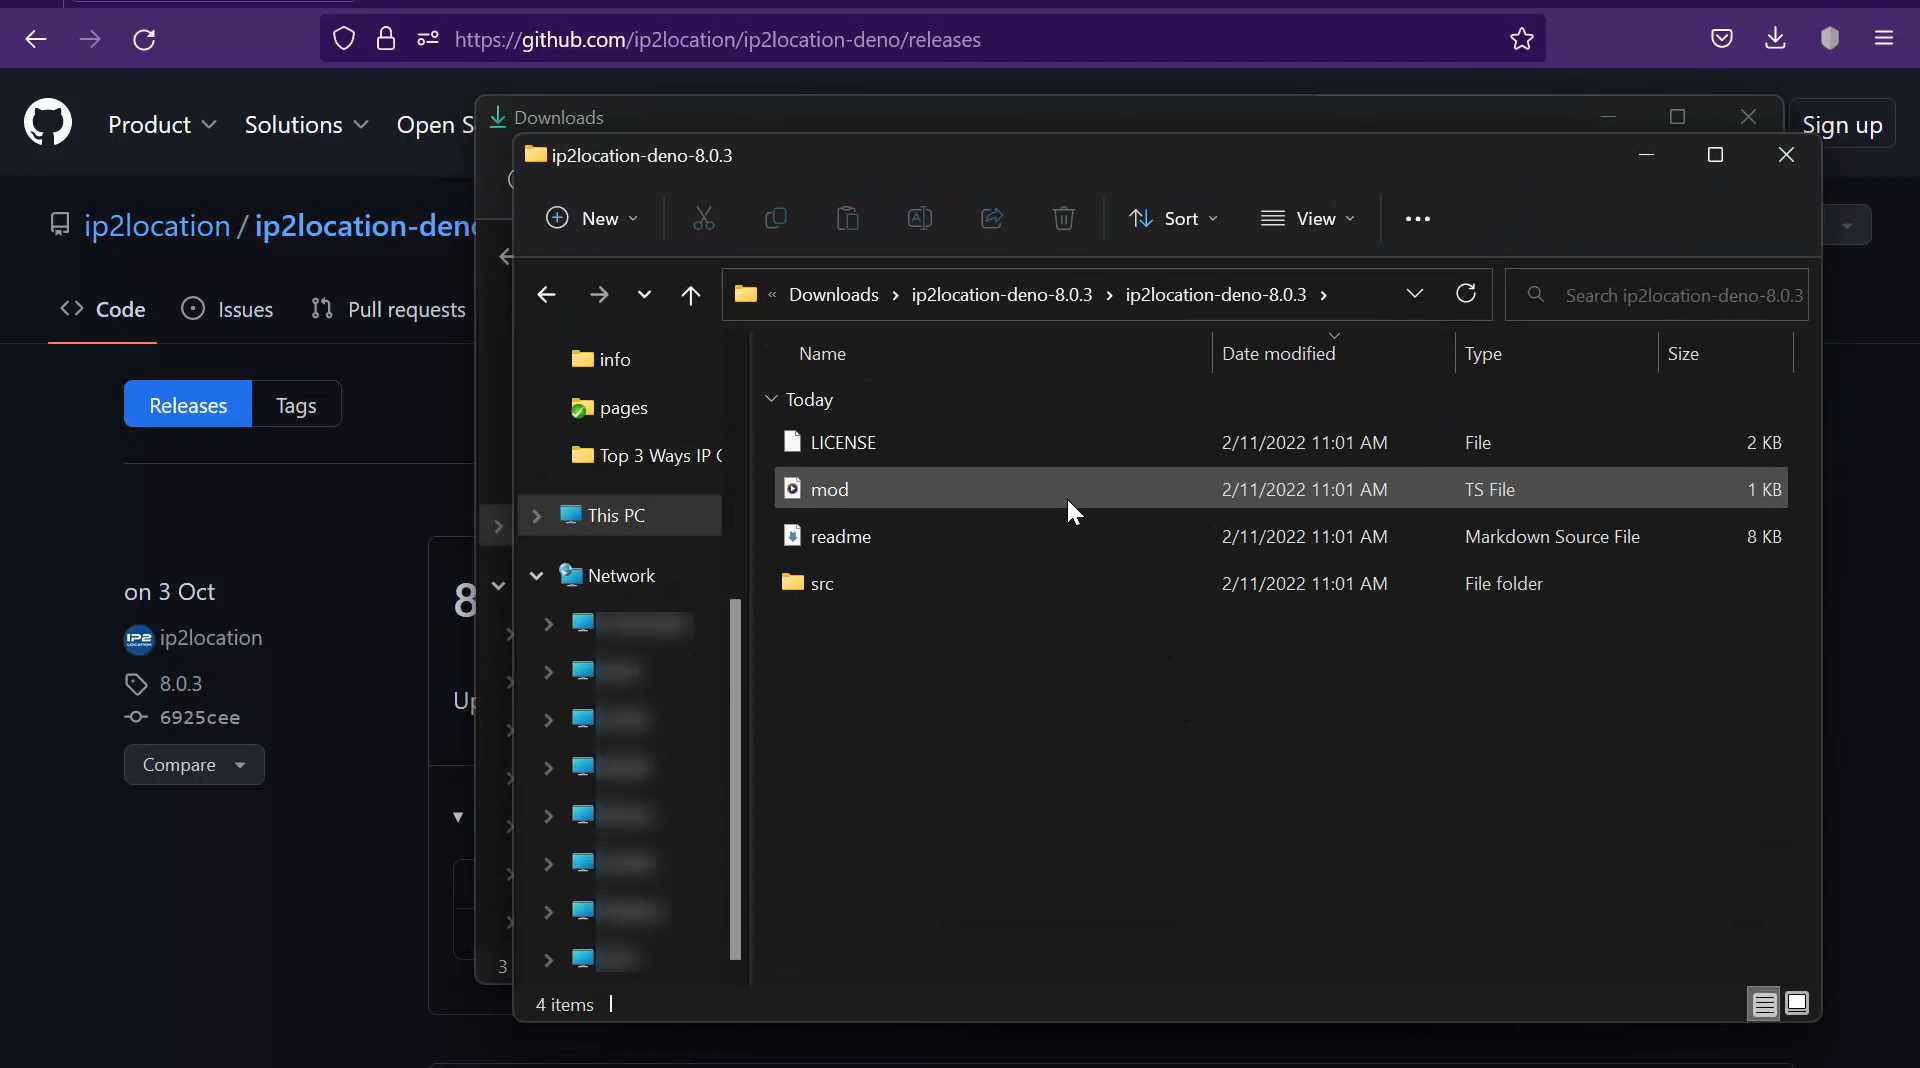 https://github.com/ip2location/ip2location-deno/releases
Product
Solutions
Open S
Sign up
Downloads
ip2location-deno-8.0.3
New
Sort
View
ip2location / ip2location-deno
Code
Issues
Pull requests
« Downloads › ip2location-deno-8.0.3 › ip2location-deno-8.0.3 ›
Search ip2location-deno-8.0.3
Name Date modified Type Size
Releases
Tags
info
pages
Top 3 Ways IP
This PC
Network
Today
LICENSE 2/11/2022 11:01 AM File 2 KB
mod 2/11/2022 11:01 AM TS File 1 KB
readme 2/11/2022 11:01 AM Markdown Source File 8 KB
src 2/11/2022 11:01 AM File folder
on 3 Oct
IP2 LOCATION
ip2location
8.0.3
6925cee
Compare
8
Up
3
4 items